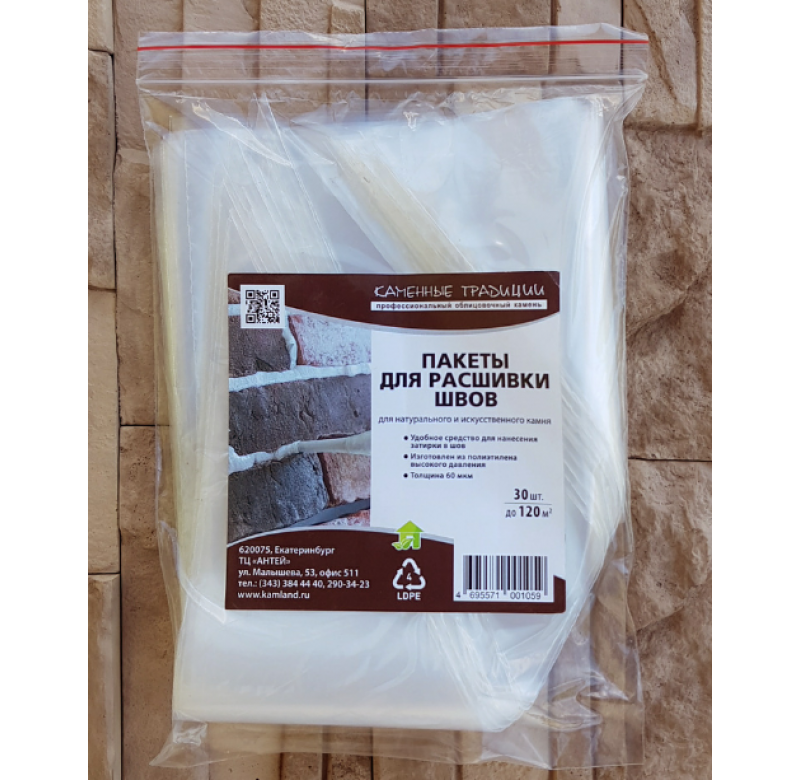 КАМЕННЫЕ ТРАДИЦИИ
профессиональный облицовочный камень
ПАКЕТЫ
ДЛЯ РАСШИВКИ
ШВОВ
для натурального и искусственного камня
• Удобное средство для нанесения
затирки в шов
• Изготовлен из полиэтилена
высокого давления
• Толщина 60 мкм
30 шт.
до 120 м²
620075, Екатеринбург
ТЦ «АНТЕЙ»
ул. Малышева, 53, офис 511
тел.: (343) 384 44 40, 290-34-23
www.kamland.ru
4
LDPE
4 695571 001059